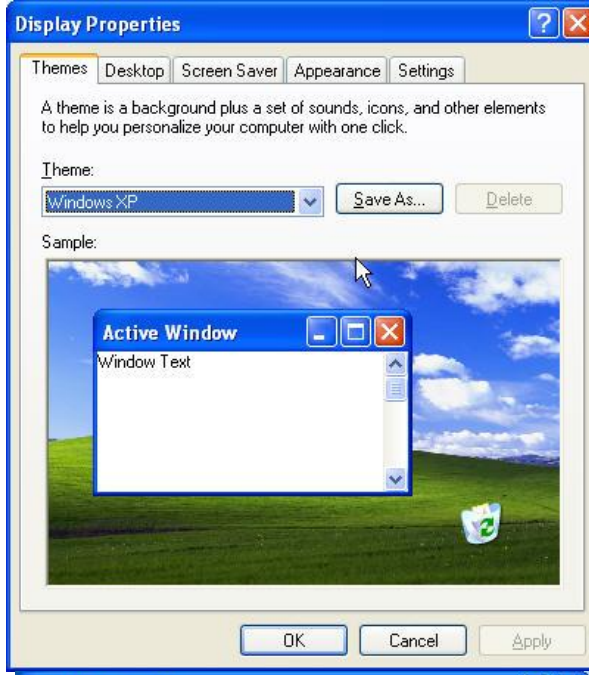 Display Properties
Themes Desktop Screen Saver Appearance Settings
A theme is a background plus a set of sounds, icons, and other elements
to help you personalize your computer with one click.
Theme:
Windows XP Save As... Delete
Sample:
Active Window
Window Text
OK Cancel Apply